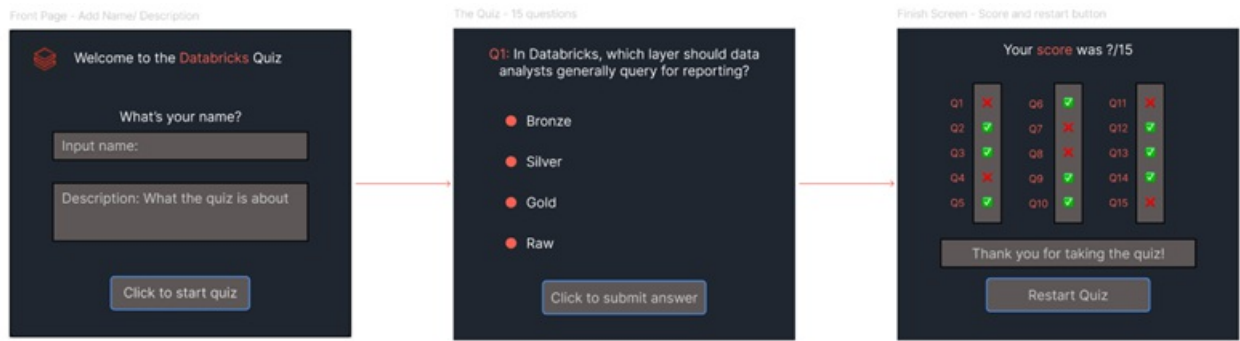 Front Page - Add Name/ Description
Welcome to the Databricks Quiz
What's your name?
Input name:
Description: What the quiz is about
Click to start quiz
The Quiz - 15 questions
Q1: In Databricks, which layer should data
analysts generally query for reporting?
Bronze
Silver
Gold
Raw
Click to submit answer
Finish Screen - Score and restart button
Your score was ?/15
Q1 Q6 Q11
Q2 Q7 Q12
Q3 Q8 Q13
Q4 Q9 Q14
Q5 Q10 Q15
Thank you for taking the quiz!
Restart Quiz